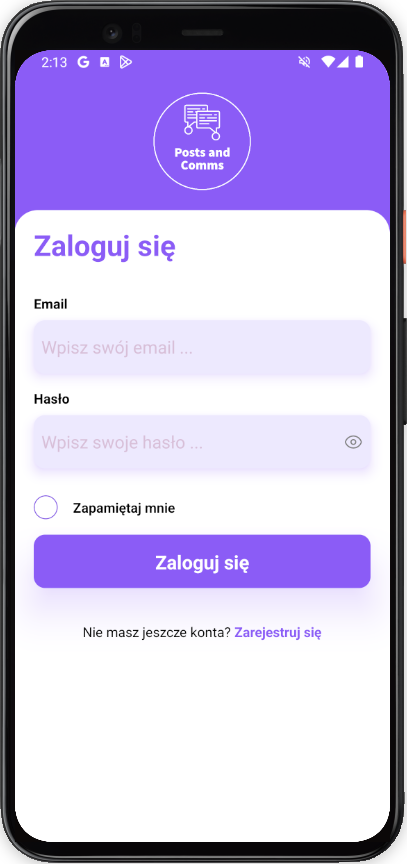 2:13
Posts and
Comms
Zaloguj się
Email
Wpisz swój email ...
Hasło
Wpisz swoje hasło ...
Zapamiętaj mnie
Zaloguj się
Nie masz jeszcze konta? Zarejestruj się